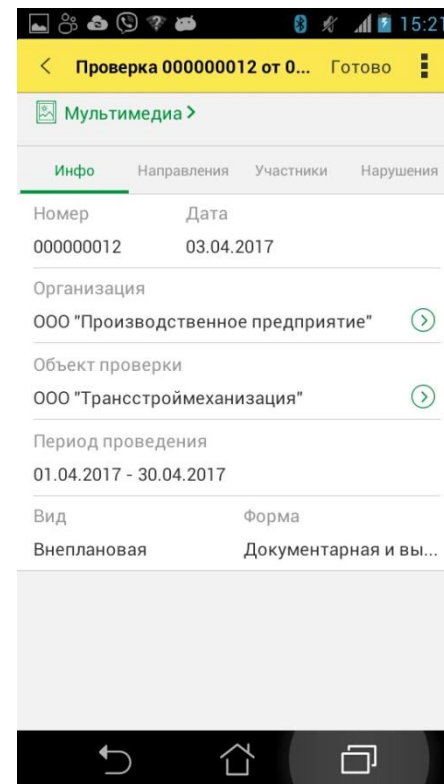 15:21
Проверка 000000012 от 0... Готово
Мультимедиа >
Инфо Направления Участники Нарушения
Номер Дата
000000012 03.04.2017
Организация
ООО "Производственное предприятие"
Объект проверки
ООО "Трансстроймеханизация"
Период проведения
01.04.2017 - 30.04.2017
Вид Форма
Внеплановая Документарная и вы...